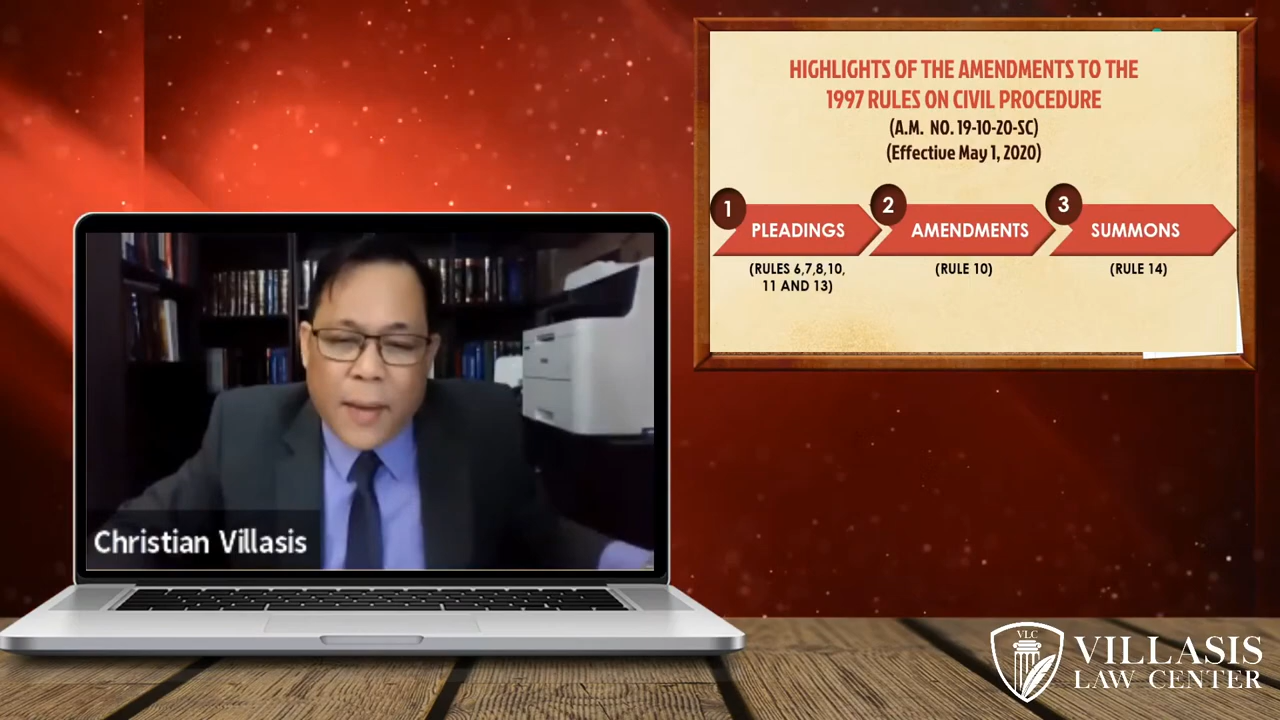 HIGHLIGHTS OF THE AMENDMENTS TO THE
1997 RULES ON CIVIL PROCEDURE
(A.M. NO. 19-10-20-SC)
(Effective May 1, 2020)
1
PLEADINGS
(RULES 6,7,8,10,
11 AND 13)
2
AMENDMENTS
(RULE 10)
3
SUMMONS
(RULE 14)
Christian Villasis
VLC
VILLASIS
LAW CENTER